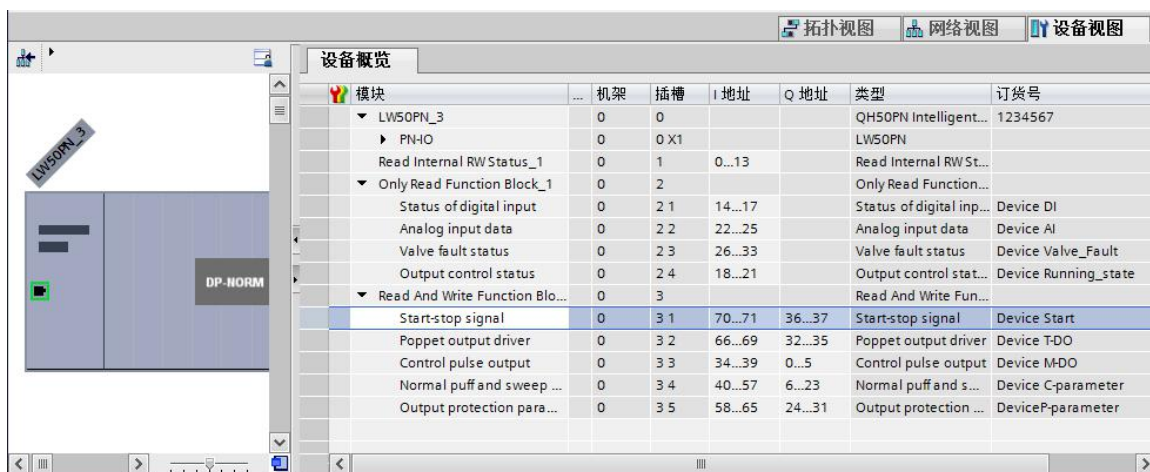 拓扑视图 网络视图 设备视图
设备概览
模块 ... 机架 插槽 I 地址 Q 地址 类型 订货号
LW50PN_3 0 0 QH50PN Intelligent... 1234567
PN-IO 0 0 X1 LW50PN
Read Internal RW Status_1 0 1 0...13 Read Internal RW St...
Only Read Function Block_1 0 2 Only Read Function...
Status of digital input 0 2 1 14...17 Status of digital inp... Device DI
Analog input data 0 2 2 22...25 Analog input data Device AI
Valve fault status 0 2 3 26...33 Valve fault status Device Valve_Fault
Output control status 0 2 4 18...21 Output control stat... Device Running_state
Read And Write Function Blo... 0 3 Read And Write Fun...
Start-stop signal 0 3 1 70...71 36...37 Start-stop signal Device Start
Poppet output driver 0 3 2 66...69 32...35 Poppet output driver Device T-DO
Control pulse output 0 3 3 34...39 0...5 Control pulse output Device M-DO
Normal puff and sweep ... 0 3 4 40...57 6...23 Normal puff and s... Device C-parameter
Output protection para... 0 3 5 58...65 24...31 Output protection ... DeviceP-parameter
LW50PN_3
DP-NORM